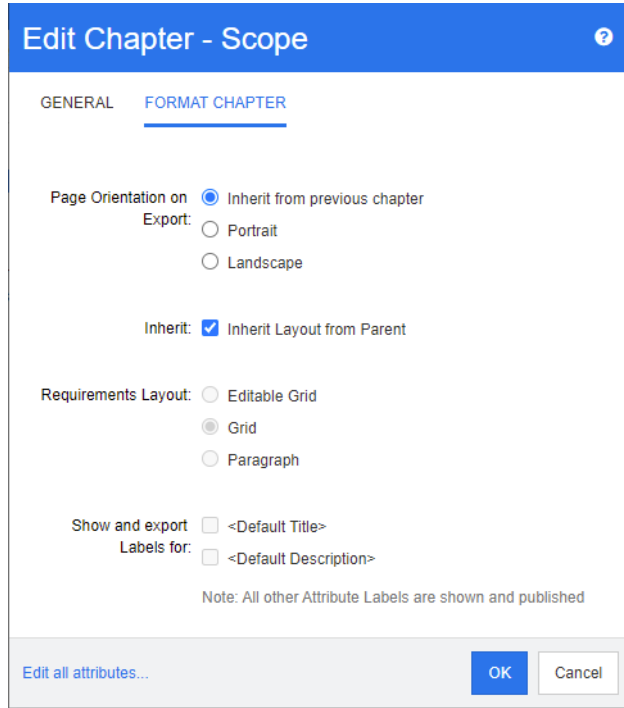 Edit Chapter - Scope
GENERAL FORMAT CHAPTER
Page Orientation on Export: Inherit from previous chapter
Portrait
Landscape
Inherit: Inherit Layout from Parent
Requirements Layout: Editable Grid
Grid
Paragraph
Show and export Labels for: <Default Title>
<Default Description>
Note: All other Attribute Labels are shown and published
Edit all attributes... OK Cancel